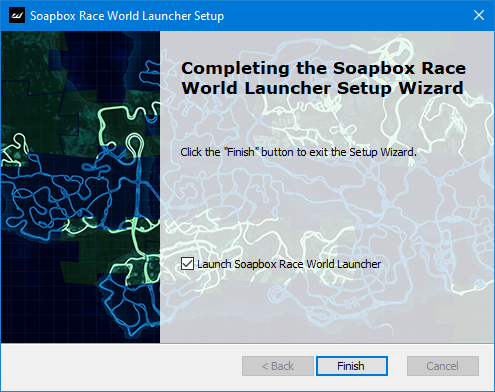 Soapbox Race World Launcher Setup
Completing the Soapbox Race
World Launcher Setup Wizard
Click the "Finish" button to exit the Setup Wizard.
Launch Soapbox Race World Launcher
< Back
Finish
Cancel